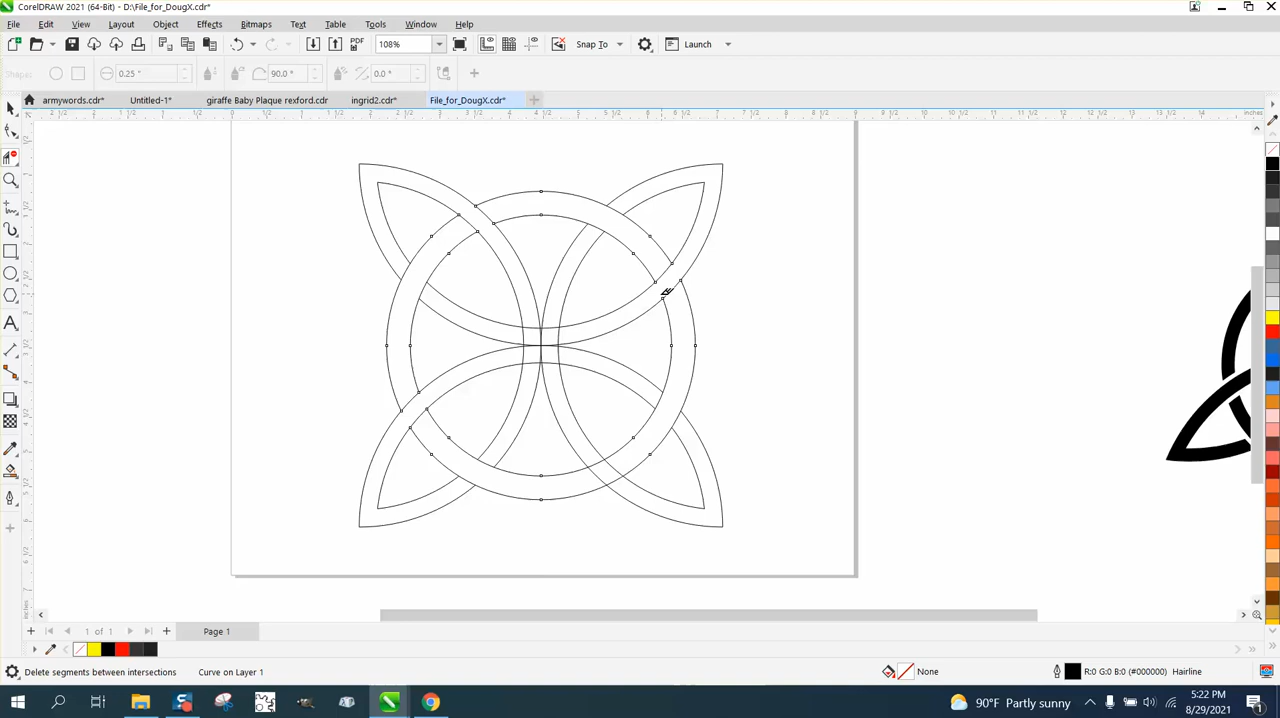 CorelDRAW 2021 (64-Bit) - D:\File_for_DougX.cdr*
File Edit View Layout Object Effects Bitmaps Text Table Tools Window Help
108% PDF Snap To Launch
Shape: 0.25 " 90.0 ° 0.0 °
armywords.cdr* Untitled-1* giraffe Baby Plaque rexford.cdr ingrid2.cdr* File_for_DougX.cdr*
inches
1 of 1 Page 1
Delete segments between intersections Curve on Layer 1 None R:0 G:0 B:0 (#000000) Hairline
90°F Partly sunny 5:22 PM
8/29/2021